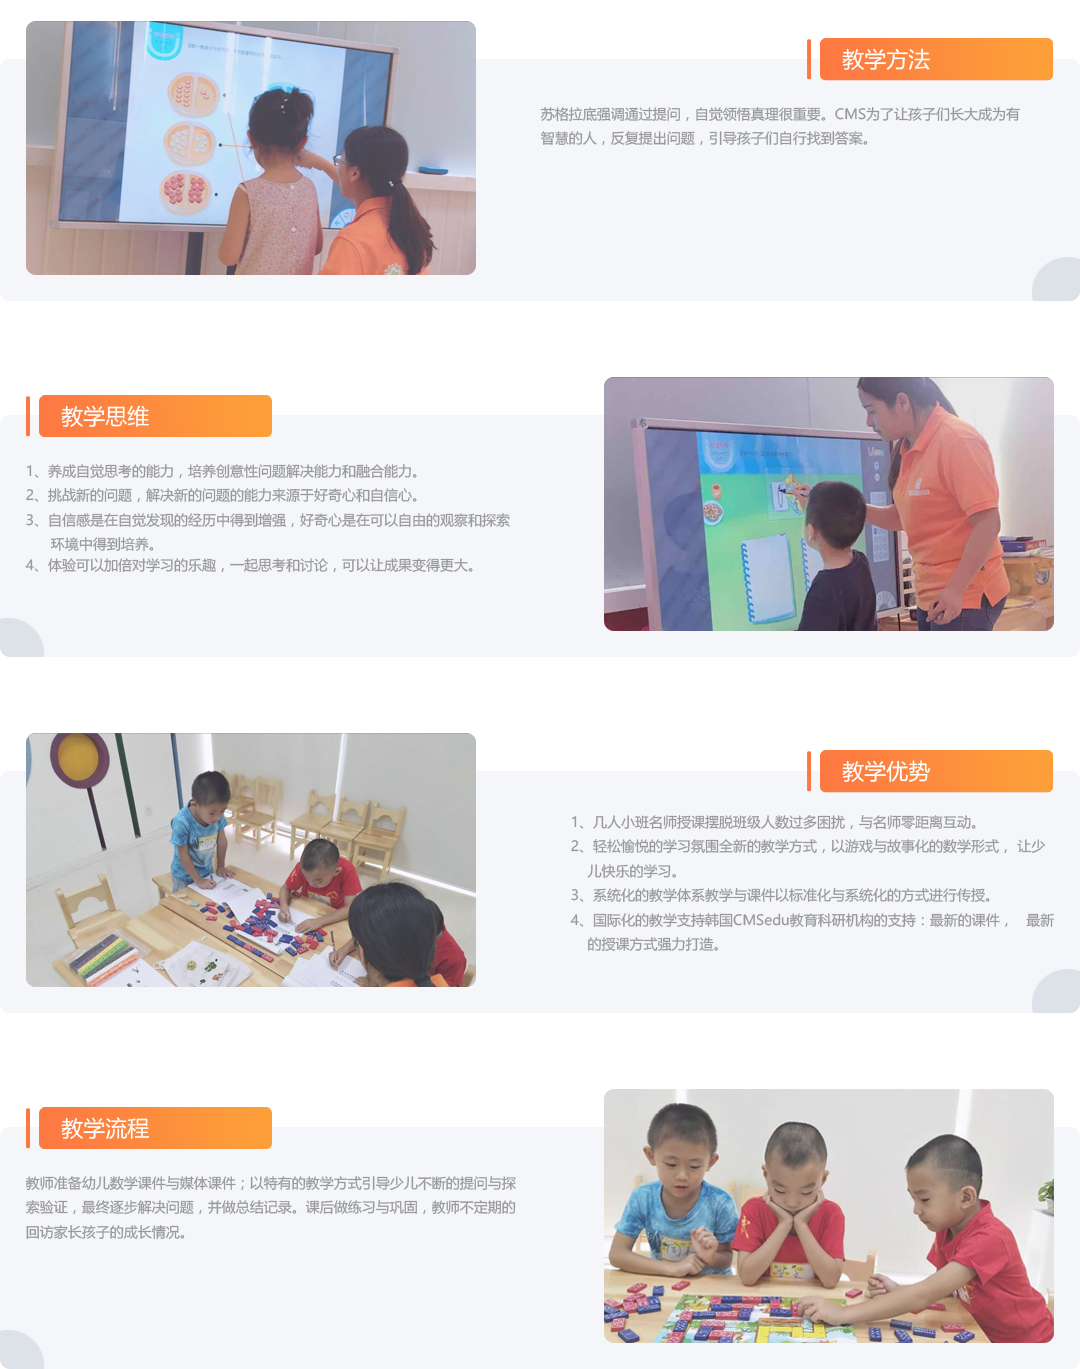 教学方法
苏格拉底强调通过提问，自觉领悟真理很重要。CMS为了让孩子们长大成为有
智慧的人，反复提出问题，引导孩子们自行找到答案。
教学思维
1、养成自觉思考的能力，培养创意性问题解决能力和融合能力。
2、挑战新的问题，解决新的问题的能力来源于好奇心和自信心。
3、自信感是在自觉发现的经历中得到增强，好奇心是在可以自由的观察和探索
环境中得到培养。
4、体验可以加倍对学习的乐趣，一起思考和讨论，可以让成果变得更大。
教学优势
1、几人小班名师授课摆脱班级人数过多困扰，与名师零距离互动。
2、轻松愉悦的学习氛围全新的教学方式，以游戏与故事化的数学形式， 让少
儿快乐的学习。
3、系统化的教学体系教学与课件以标准化与系统化的方式进行传授。
4、国际化的教学支持韩国CMSedu教育科研机构的支持：最新的课件， 最新
的授课方式强力打造。
教学流程
教师准备幼儿数学课件与媒体课件；以特有的教学方式引导少儿不断的提问与探
索验证，最终逐步解决问题，并做总结记录。课后做练习与巩固，教师不定期的
回访家长孩子的成长情况。